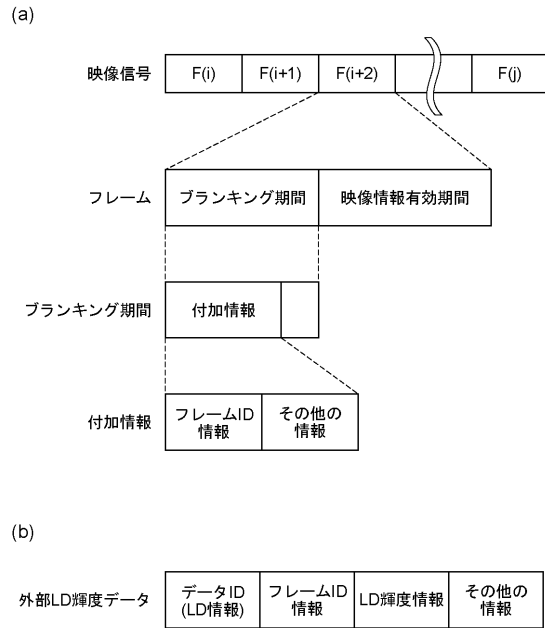 (a)
映像信号 F(i) F(i+1) F(i+2) F(j)
フレーム ブランキング期間 映像情報有効期間
ブランキング期間 付加情報
付加情報 フレームID
情報 その他の
情報
(b)
外部LD輝度データ データID
(LD情報) フレームID
情報 LD輝度情報 その他の
情報